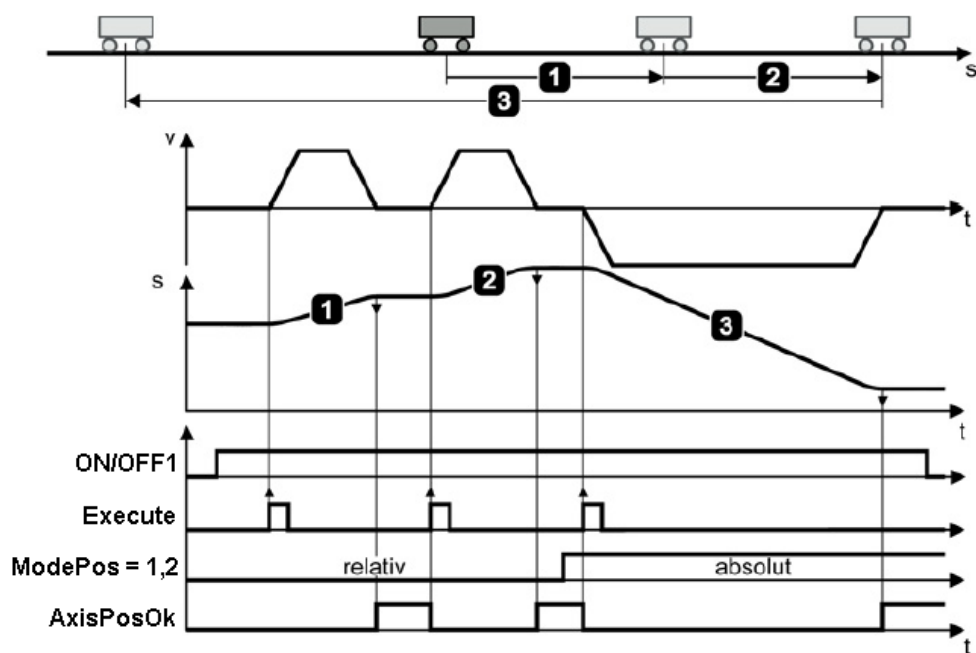 s
1 2
3
v
t
s
1 2 3
t
ON/OFF1
Execute
ModePos = 1,2 relativ absolut
AxisPosOk
t